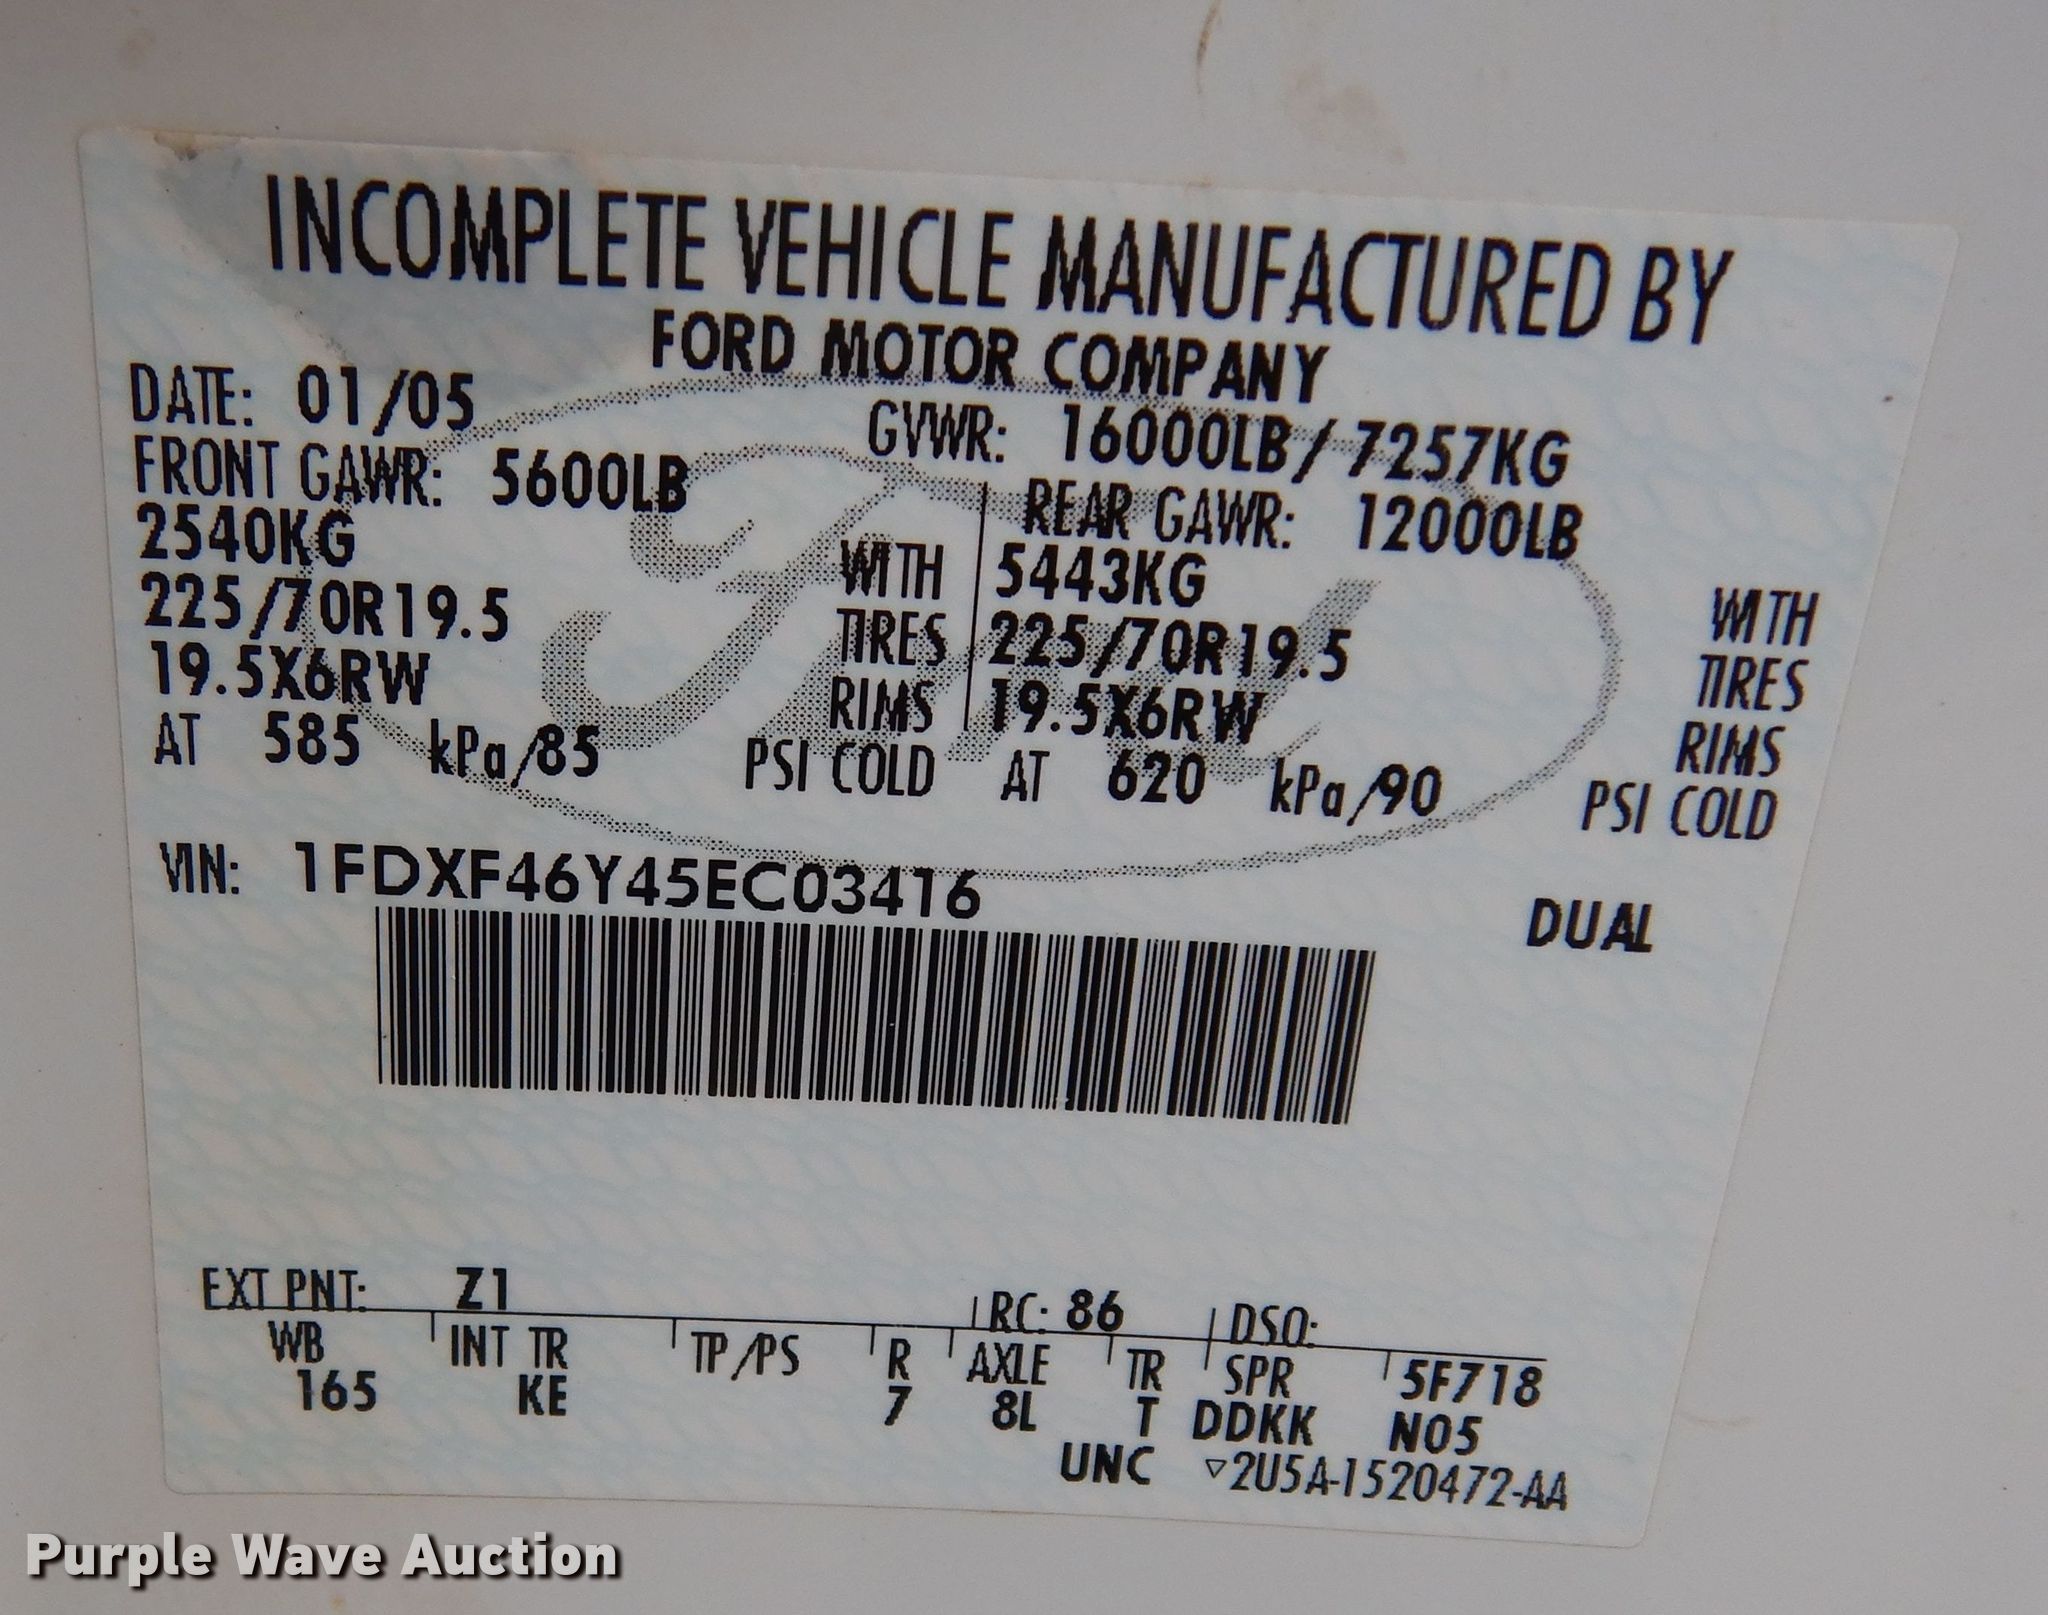 INCOMPLETE VEHICLE MANUFACTURED BY
FORD MOTOR COMPANY
DATE: 01/05 GVWR: 16000LB/7257KG
FRONT GAWR: 5600LB REAR GAWR: 12000LB
2540KG WITH 5443KG WITH
225/70R19.5 TIRES 225/70R19.5 TIRES
19.5X6RW RIMS 19.5X6RW RIMS
AT 585 kPa/85 PSI COLD AT 620 kPa/90 PSI COLD
VIN: 1FDXF46Y45EC03416
DUAL
EXT PNT: Z1 RC: 86 DSO:
WB INT TR TP/PS R AXLE TR SPR 5F718
165 KE 7 8L T DDKK N05
UNC ▽2U5A-1520472-AA
Purple Wave Auction